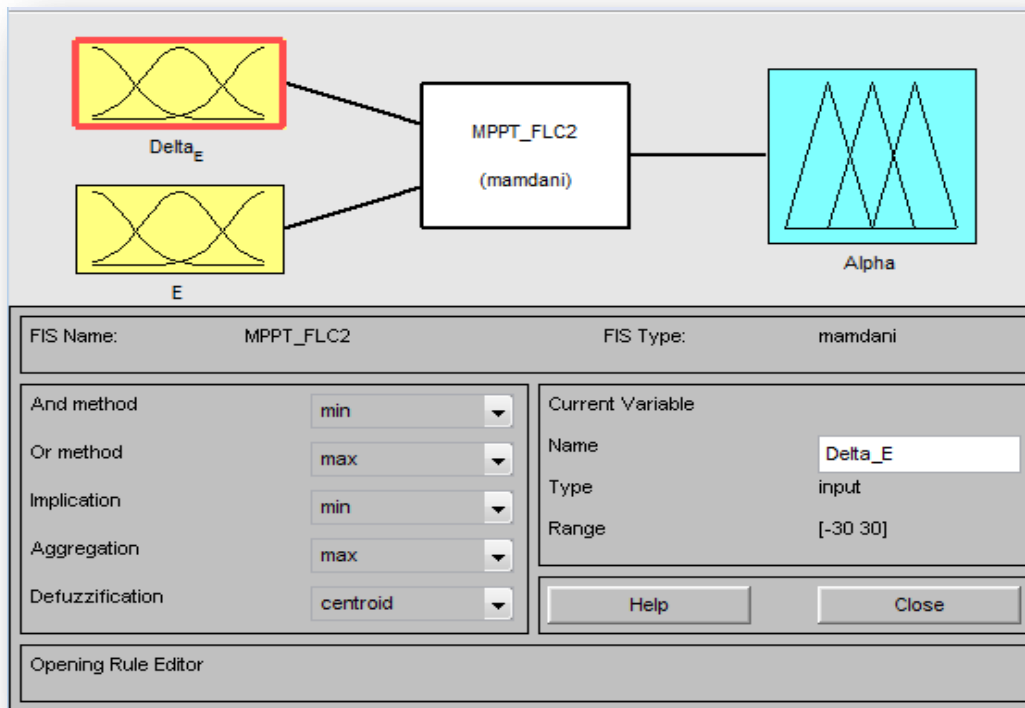 Delta_E
MPPT_FLC2
(mamdani)
E
Alpha
FIS Name: MPPT_FLC2 FIS Type: mamdani
And method min
Or method max
Implication min
Aggregation max
Defuzzification centroid
Current Variable
Name Delta_E
Type input
Range [-30 30]
Help Close
Opening Rule Editor